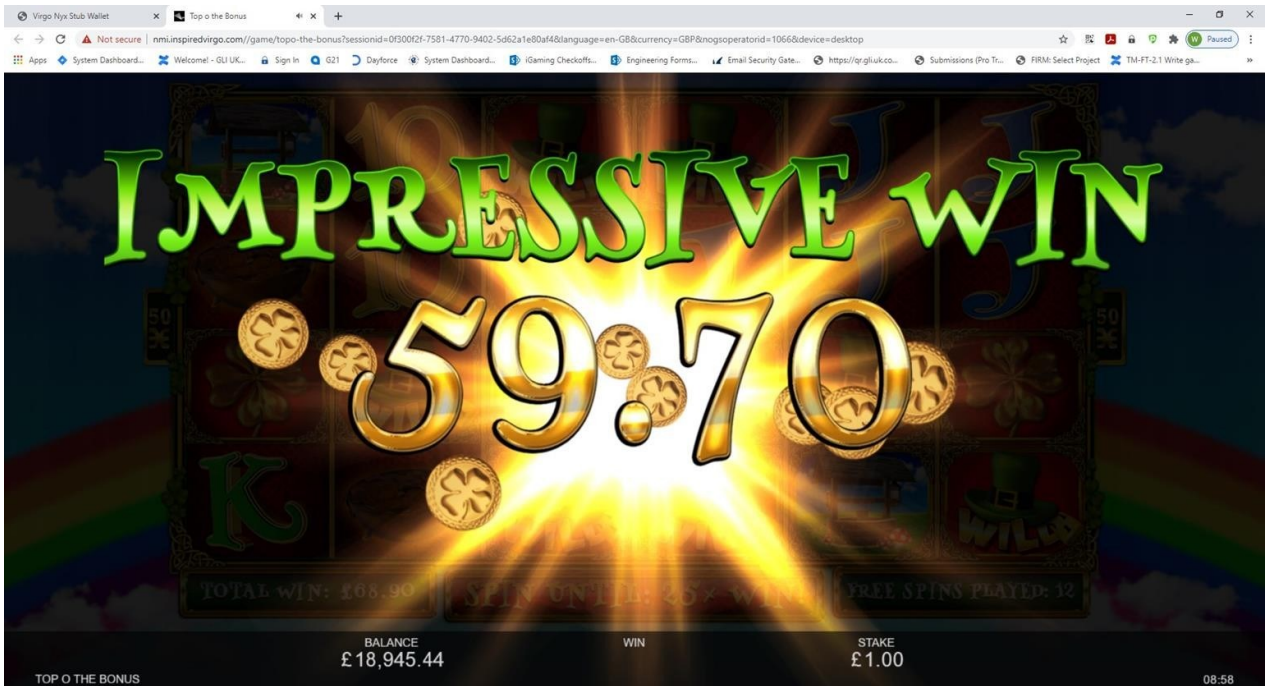 Virgo Nyx Stub Wallet
Top o the Bonus
Not secure | nmi.inspiredvirgo.com//game/topo-the-bonus?sessionid=0f300f2f-7581-4770-9402-5d62a1e80af4&language=en-GB&currency=GBP&nogsoperatorid=1066&device=desktop
W Paused
Apps System Dashboard... Welcome! - GLI UK... Sign In G21 Dayforce System Dashboard... iGaming Checkoffs... Engineering Forms... Email Security Gate... https://qr.gli.uk.co... Submissions (Pro Tr... FIRM: Select Project TM-FT-2.1 Write ga... »
IMPRESSIVE WIN
J J
50 50
59.70
K WILD
TOTAL WIN: £68.90 SPIN UNTIL: 25x WIN FREE SPINS PLAYED: 12
BALANCE WIN STAKE
£18,945.44 £1.00
TOP O THE BONUS 08:58